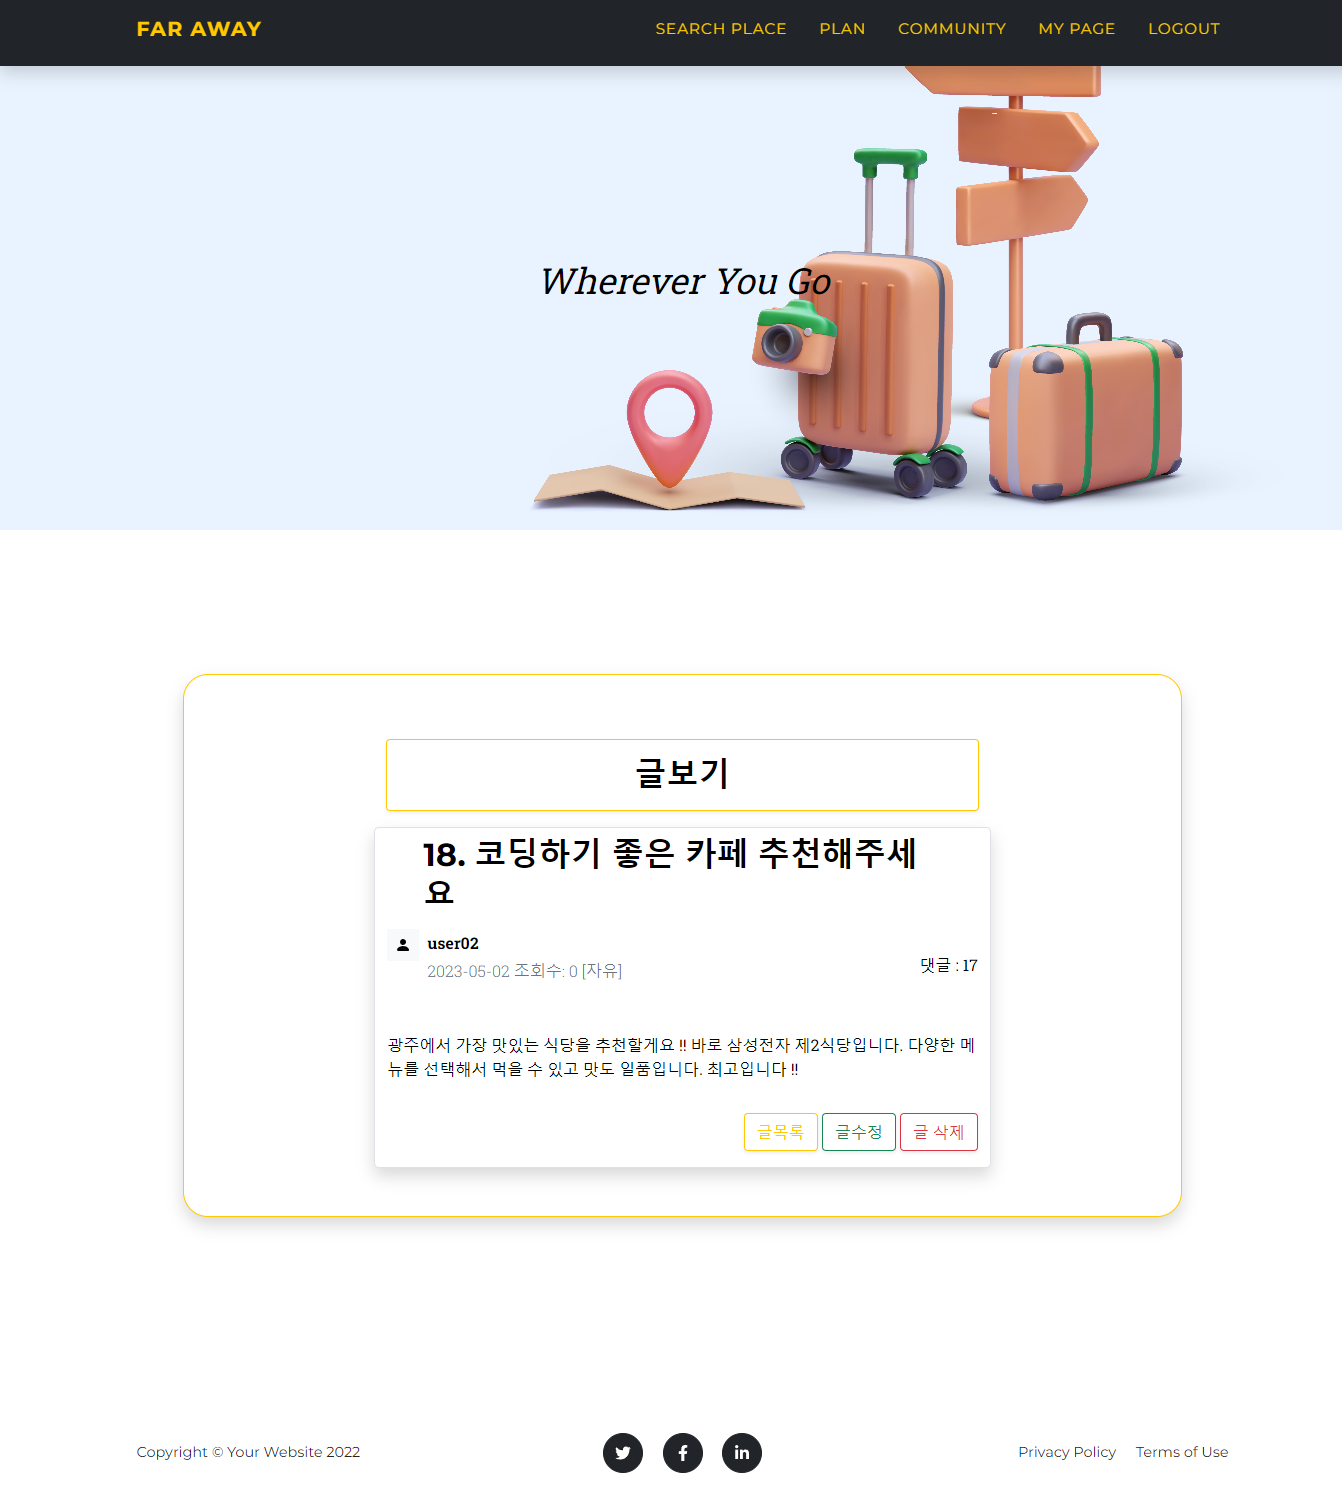 FAR AWAY
SEARCH PLACE PLAN COMMUNITY MY PAGE LOGOUT
Wherever You Go
글보기
18. 코딩하기 좋은 카페 추천해주세
요
user02
2023-05-02 조회수: 0 [자유]
댓글 : 17
광주에서 가장 맛있는 식당을 추천할게요 !! 바로 삼성전자 제2식당입니다. 다양한 메
뉴를 선택해서 먹을 수 있고 맛도 일품입니다. 최고입니다 !!
글목록 글수정 글 삭제
Copyright © Your Website 2022
Privacy Policy Terms of Use